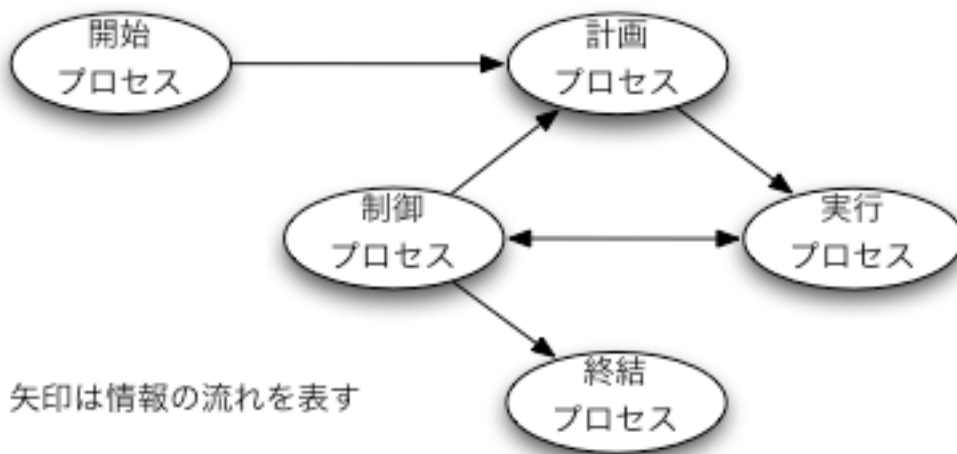 開始
プロセス
計画
プロセス
制御
プロセス
実行
プロセス
終結
プロセス
矢印は情報の流れを表す